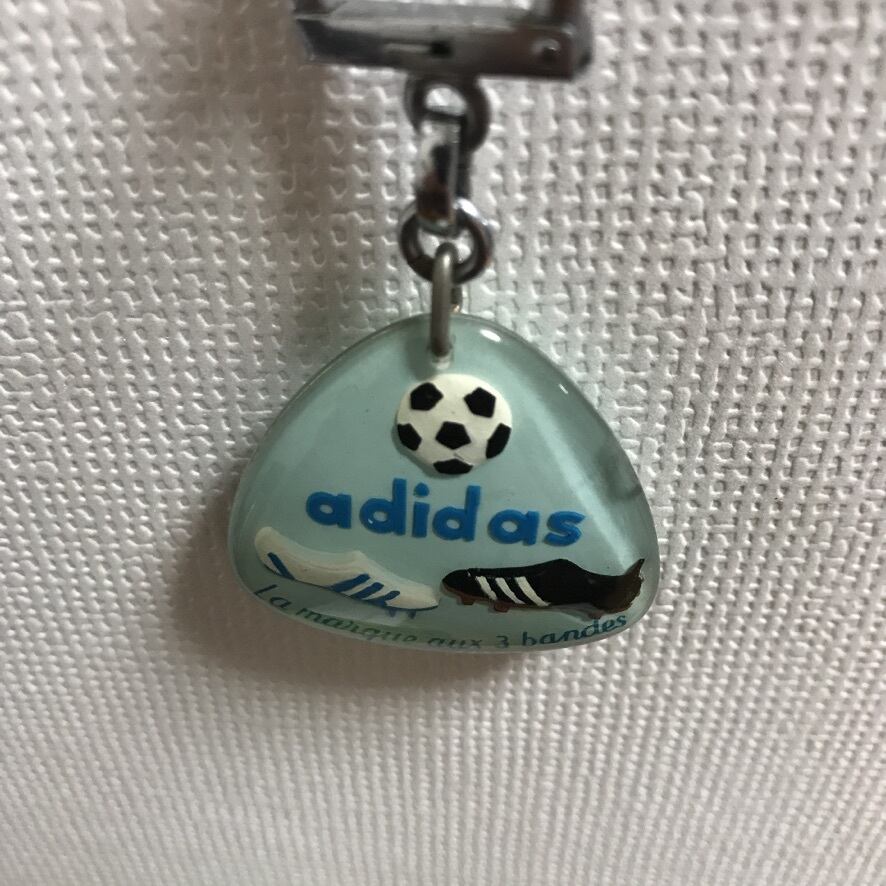 adidas
La marque aux 3 bandes